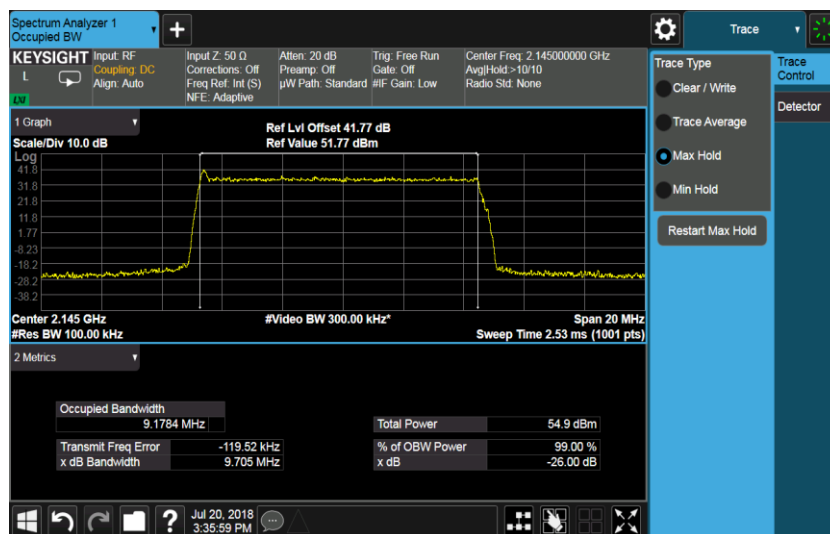 Spectrum Analyzer 1
Occupied BW
+
Trace
KEYSIGHT
L
LXI
Input: RF
Coupling: DC
Align: Auto
Input Z: 50 Ω
Corrections: Off
Freq Ref: Int (S)
NFE: Adaptive
Atten: 20 dB
Preamp: Off
µW Path: Standard
Trig: Free Run
Gate: Off
#IF Gain: Low
Center Freq: 2.145000000 GHz
Avg|Hold:>10/10
Radio Std: None
Trace Type
Clear / Write
Trace Average
Max Hold
Min Hold
Restart Max Hold
Trace
Control
Detector
1 Graph
Scale/Div 10.0 dB
Ref Lvl Offset 41.77 dB
Ref Value 51.77 dBm
Log
41.8
31.8
21.8
11.8
1.77
-8.23
-18.2
-28.2
-38.2
Center 2.145 GHz
#Video BW 300.00 kHz*
Span 20 MHz
#Res BW 100.00 kHz
Sweep Time 2.53 ms (1001 pts)
2 Metrics
Occupied Bandwidth
9.1784 MHz
Total Power 54.9 dBm
Transmit Freq Error -119.52 kHz
% of OBW Power 99.00 %
x dB Bandwidth 9.705 MHz
x dB -26.00 dB
?
Jul 20, 2018
3:35:59 PM